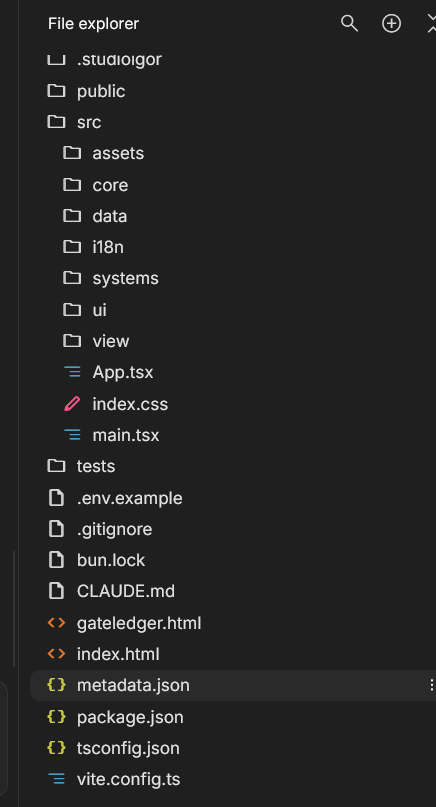 File explorer
.studioigor
public
src
assets
core
data
i18n
systems
ui
view
App.tsx
index.css
main.tsx
tests
.env.example
.gitignore
bun.lock
CLAUDE.md
gateledger.html
index.html
metadata.json
package.json
tsconfig.json
vite.config.ts